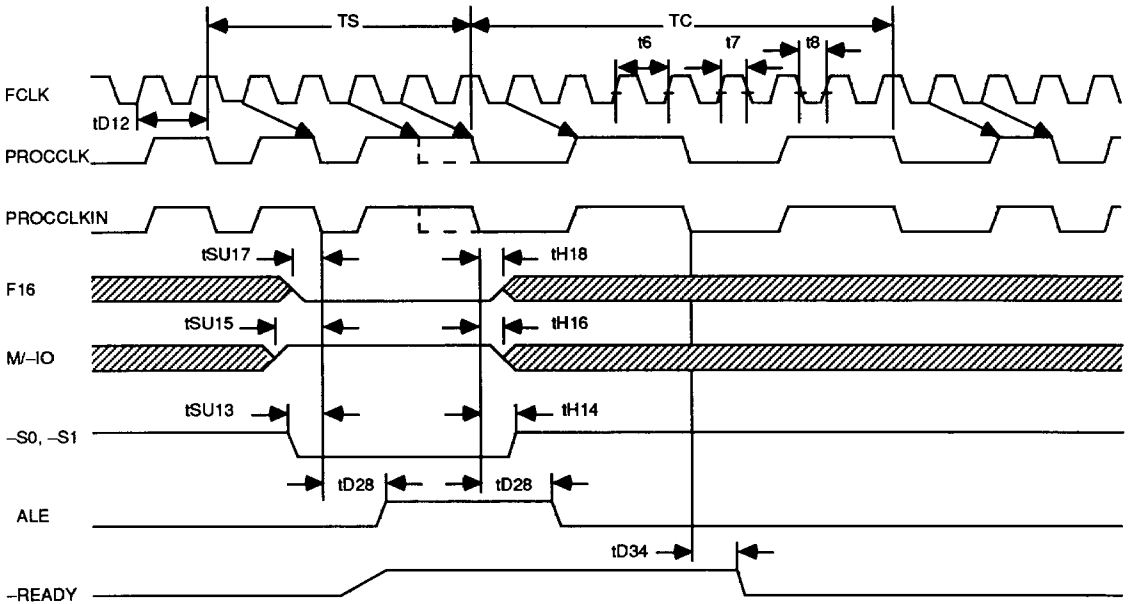 TS TC
t6 t7 t8
FCLK
tD12
PROCCLK
PROCCLKIN
tSU17 tH18
F16
tSU15 tH16
M/–IO
tSU13 tH14
–S0, –S1
tD28 tD28
ALE
tD34
–READY